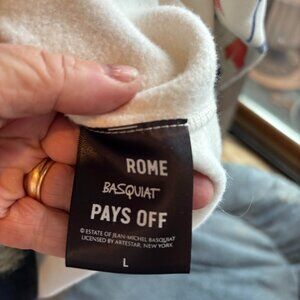 ROME
BASQUIAT
PAYS OFF
© ESTATE OF JEAN-MICHEL BASQUIAT
LICENSED BY ARTESTAR, NEW YORK
L